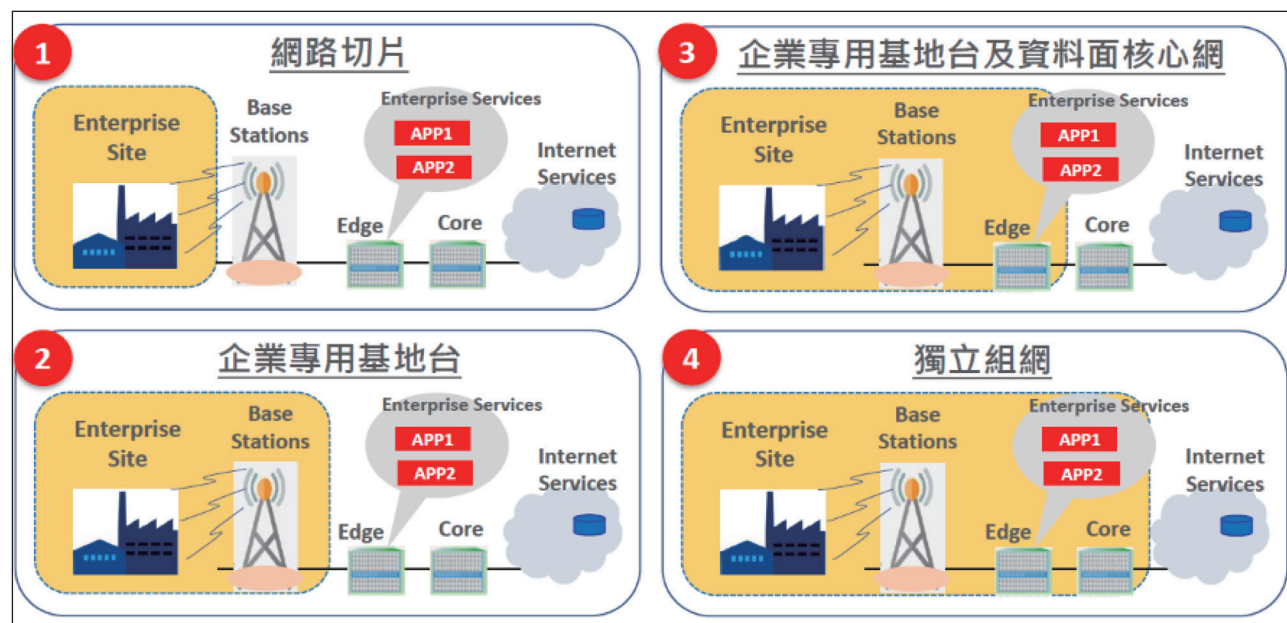 1
網路切片
Enterprise
Site
Base
Stations
Enterprise Services
APP1
APP2
Internet
Services
Edge
Core
2
企業專用基地台
Enterprise
Site
Base
Stations
Enterprise Services
APP1
APP2
Internet
Services
Edge
Core
3
企業專用基地台及資料面核心網
Enterprise
Site
Base
Stations
Enterprise Services
APP1
APP2
Internet
Services
Edge
Core
4
獨立組網
Enterprise
Site
Base
Stations
Enterprise Services
APP1
APP2
Internet
Services
Edge
Core